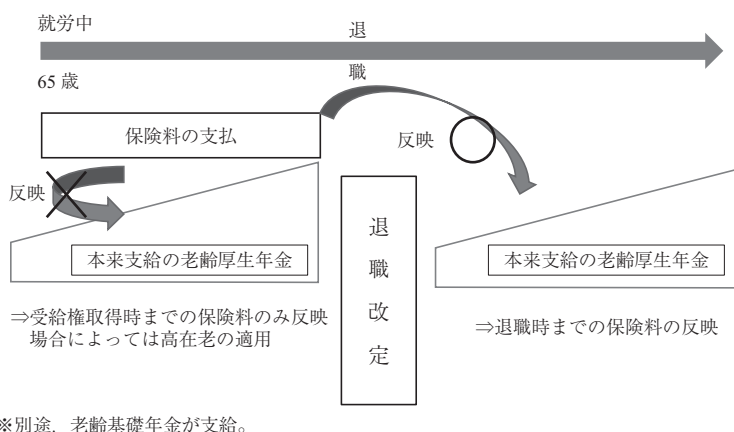 就労中
退
職
65 歳
保険料の支払
反映
反映
本来支給の老齢厚生年金
退
職
改
定
本来支給の老齢厚生年金
⇒受給権取得時までの保険料のみ反映
場合によっては高在老の適用
⇒退職時までの保険料の反映
※別途，老齢基礎年金が支給。